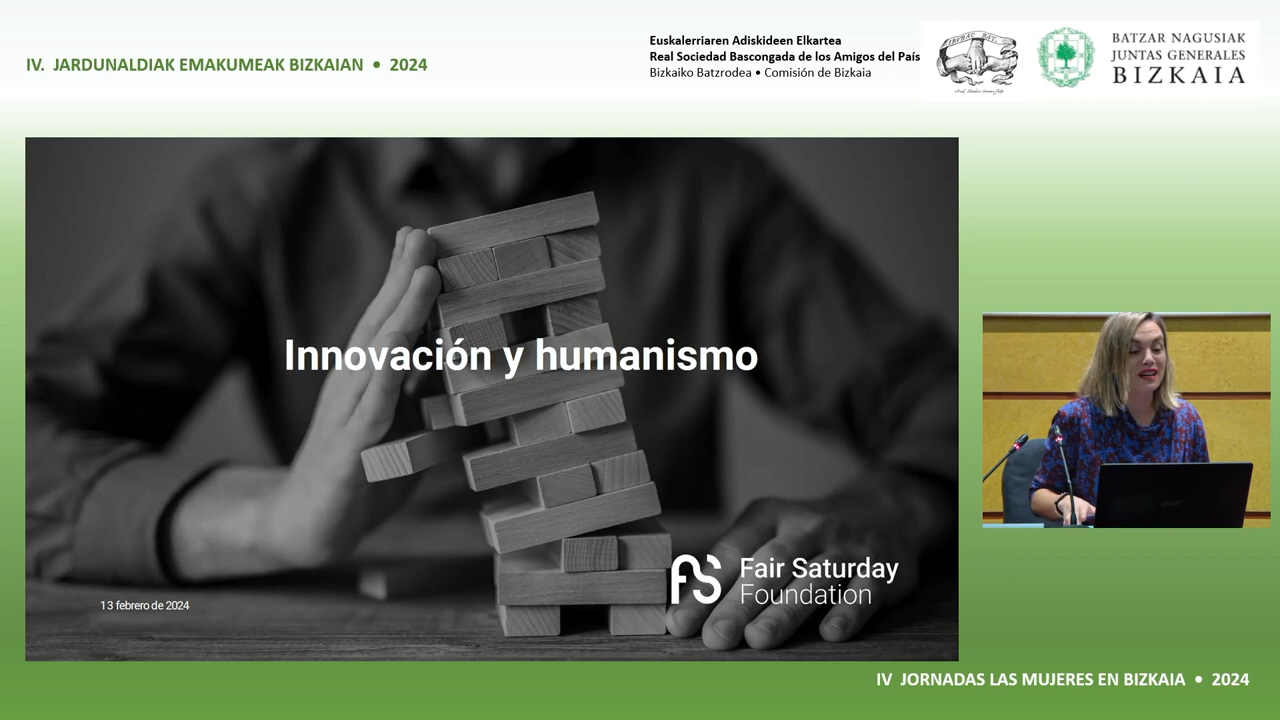 IV. JARDUNALDIAK EMAKUMEAK BIZKAIAN • 2024
Euskalerriaren Adiskideen Elkartea
Real Sociedad Bascongada de los Amigos del País
Bizkaiko Batzrodea • Comisión de Bizkaia
IRURAC BAT
BATZAR NAGUSIAK
JUNTAS GENERALES
BIZKAIA
Innovación y humanismo
Fair Saturday
Foundation
13 febrero de 2024
IV JORNADAS LAS MUJERES EN BIZKAIA • 2024